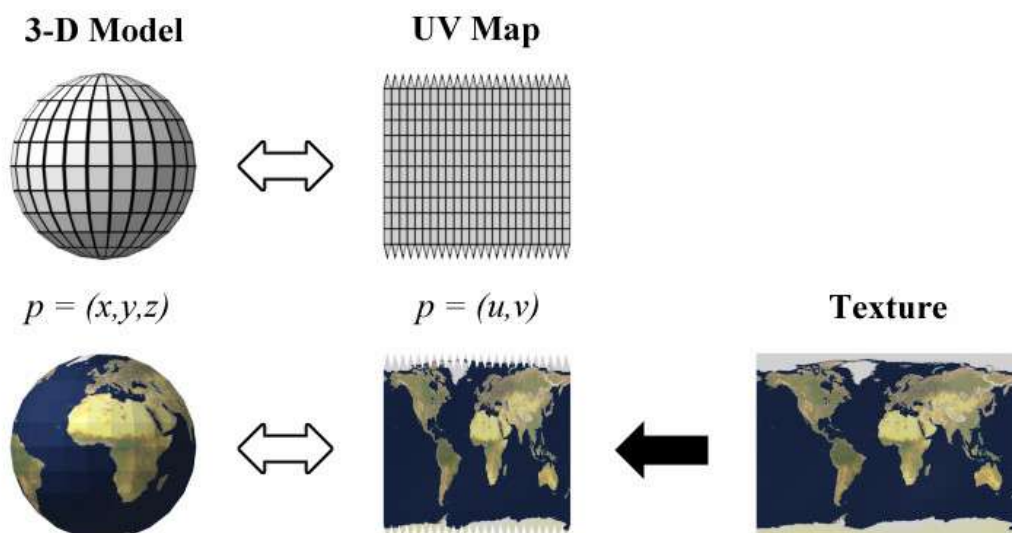 3-D Model
UV Map
p = (x,y,z)
p = (u,v)
Texture